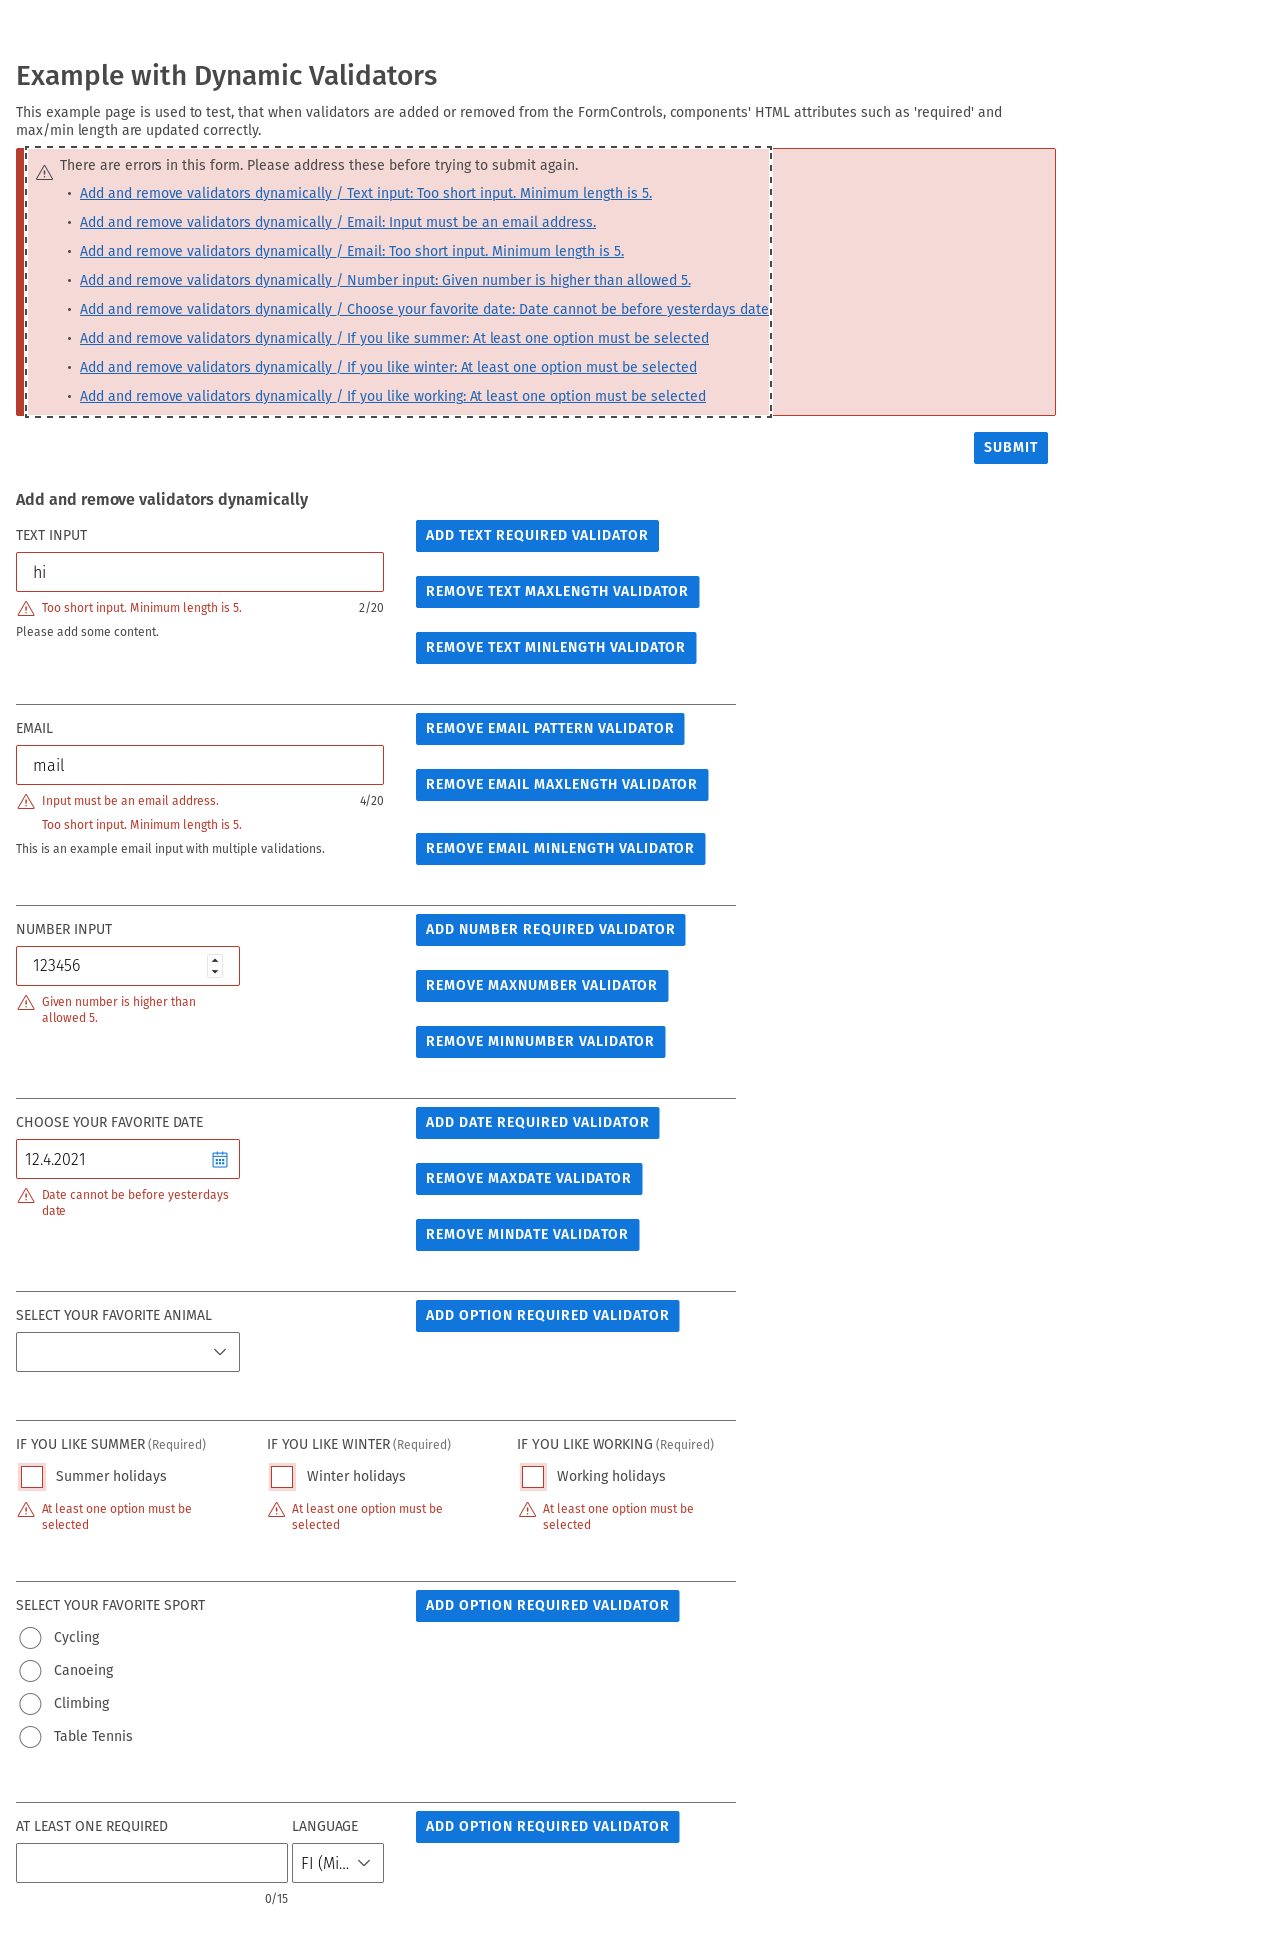 Example with Dynamic Validators
This example page is used to test, that when validators are added or removed from the FormControls, components' HTML attributes such as 'required' and
max/min length are updated correctly.
There are errors in this form. Please address these before trying to submit again.
• Add and remove validators dynamically / Text input: Too short input. Minimum length is 5.
• Add and remove validators dynamically / Email: Input must be an email address.
• Add and remove validators dynamically / Email: Too short input. Minimum length is 5.
• Add and remove validators dynamically / Number input: Given number is higher than allowed 5.
• Add and remove validators dynamically / Choose your favorite date: Date cannot be before yesterdays date
• Add and remove validators dynamically / If you like summer: At least one option must be selected
• Add and remove validators dynamically / If you like winter: At least one option must be selected
• Add and remove validators dynamically / If you like working: At least one option must be selected
SUBMIT
Add and remove validators dynamically
TEXT INPUT
ADD TEXT REQUIRED VALIDATOR
hi
REMOVE TEXT MAXLENGTH VALIDATOR
Too short input. Minimum length is 5. 2/20
Please add some content.
REMOVE TEXT MINLENGTH VALIDATOR
EMAIL
REMOVE EMAIL PATTERN VALIDATOR
mail
REMOVE EMAIL MAXLENGTH VALIDATOR
Input must be an email address. 4/20
Too short input. Minimum length is 5.
This is an example email input with multiple validations.
REMOVE EMAIL MINLENGTH VALIDATOR
NUMBER INPUT
ADD NUMBER REQUIRED VALIDATOR
123456
REMOVE MAXNUMBER VALIDATOR
Given number is higher than
allowed 5.
REMOVE MINNUMBER VALIDATOR
CHOOSE YOUR FAVORITE DATE
ADD DATE REQUIRED VALIDATOR
12.4.2021
REMOVE MAXDATE VALIDATOR
Date cannot be before yesterdays
date
REMOVE MINDATE VALIDATOR
SELECT YOUR FAVORITE ANIMAL
ADD OPTION REQUIRED VALIDATOR
IF YOU LIKE SUMMER (Required)
Summer holidays
At least one option must be
selected
IF YOU LIKE WINTER (Required)
Winter holidays
At least one option must be
selected
IF YOU LIKE WORKING (Required)
Working holidays
At least one option must be
selected
SELECT YOUR FAVORITE SPORT
ADD OPTION REQUIRED VALIDATOR
Cycling
Canoeing
Climbing
Table Tennis
AT LEAST ONE REQUIRED
LANGUAGE
ADD OPTION REQUIRED VALIDATOR
FI (Mi...
0/15